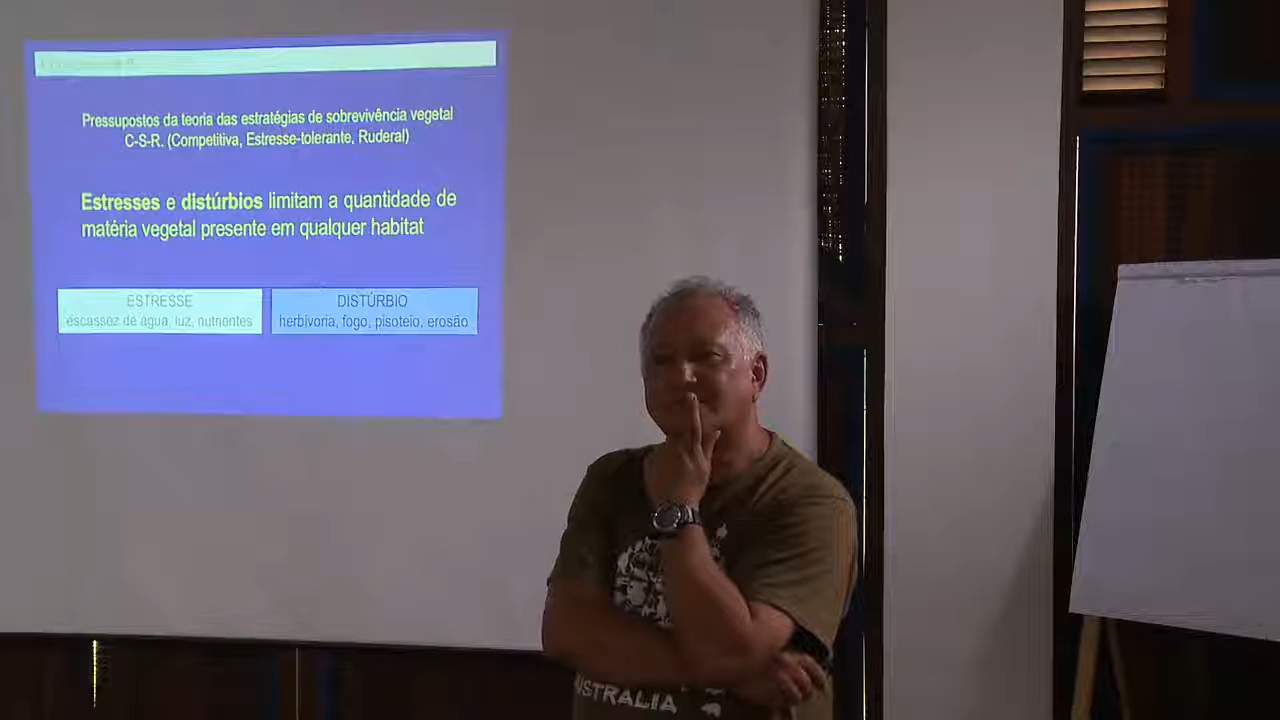 Pressupostos da teoria das estratégias de sobrevivência vegetal
C-S-R. (Competitiva, Estresse-tolerante, Ruderal)
Estresses e distúrbios limitam a quantidade de
matéria vegetal presente em qualquer habitat
ESTRESSE
escassez de água, luz, nutrientes
DISTÚRBIO
herbivoria, fogo, pisoteio, erosão
USTRALIA